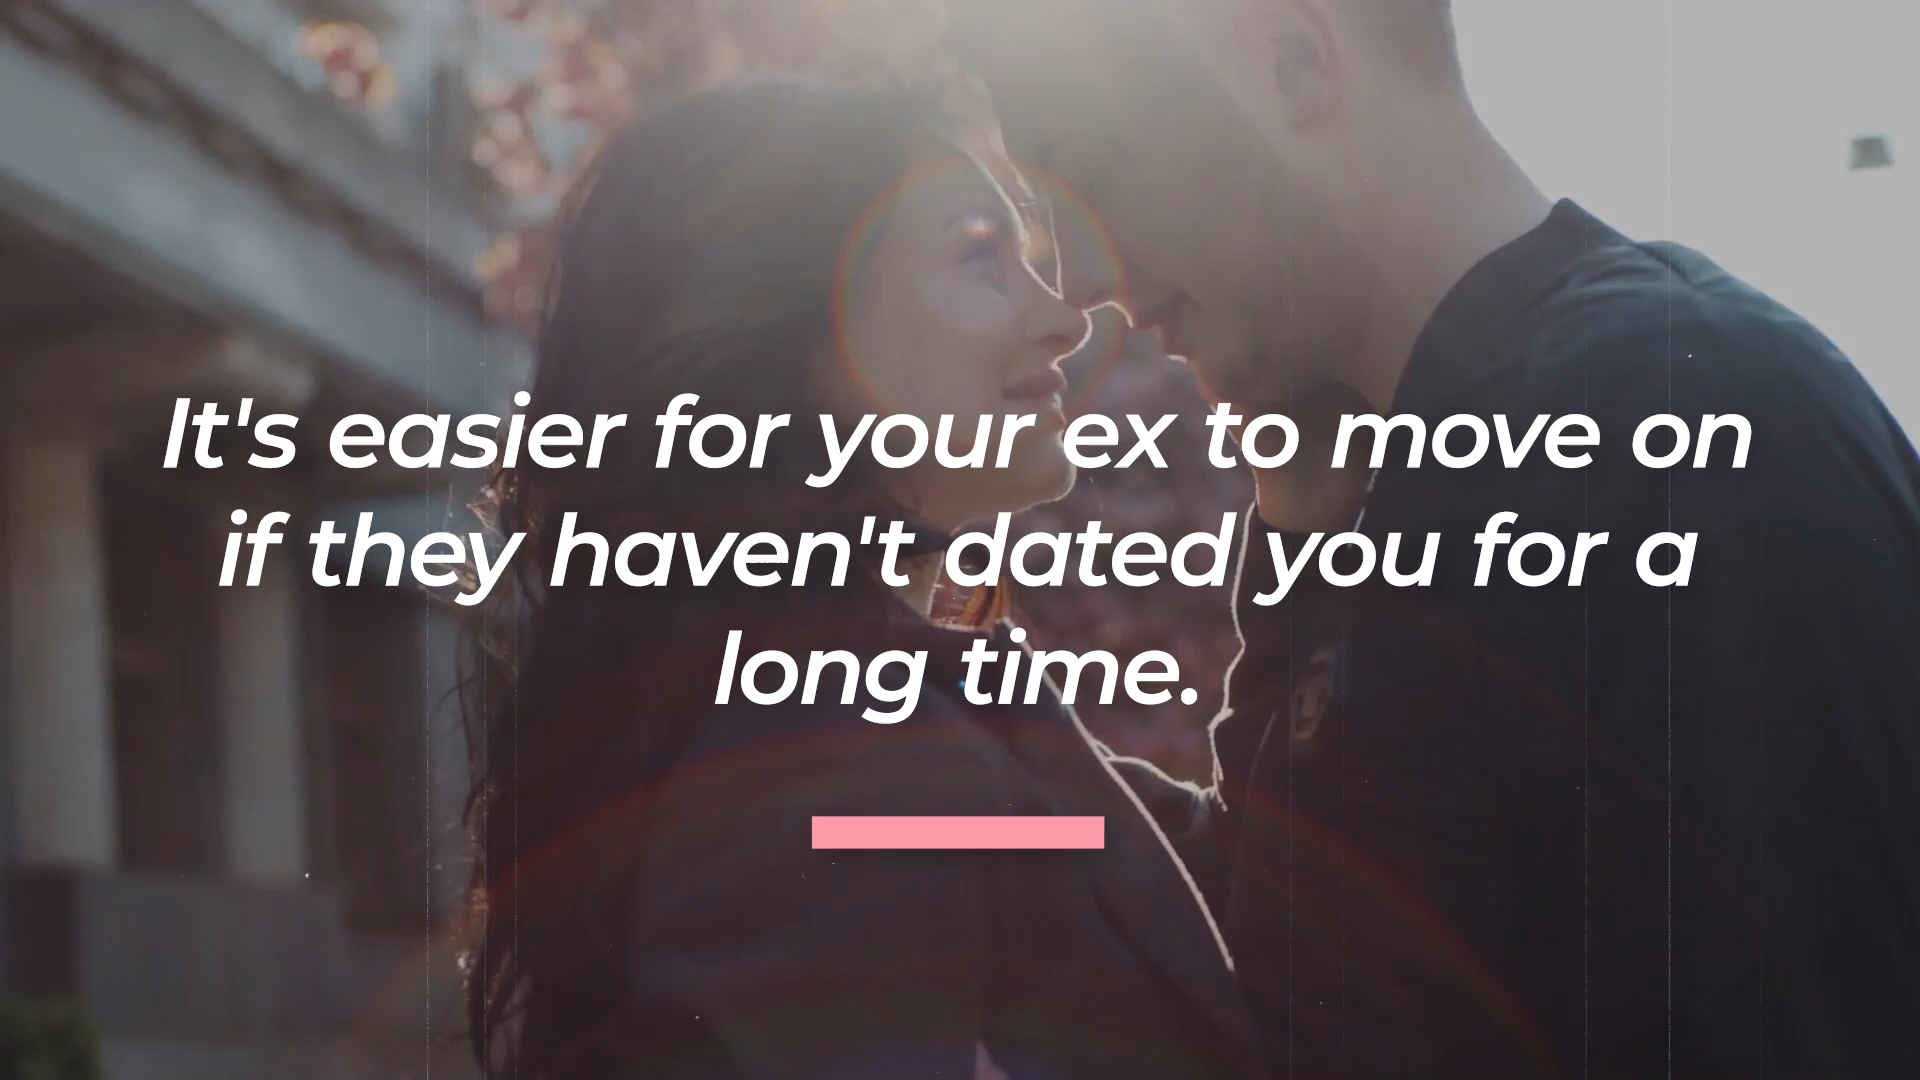 It's easier for your ex to move on
if they haven't dated you for a
long time.